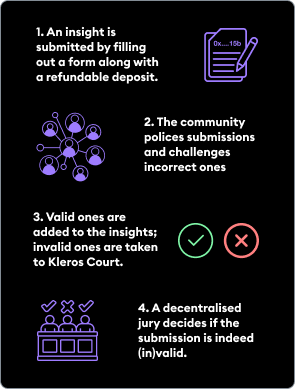 1. An insight is
submitted by filling
out a form along with
a refundable deposit.
0x....15b
2. The community
polices submissions
and challenges
incorrect ones
3. Valid ones are
added to the insights;
invalid ones are taken
to Kleros Court.
4. A decentralised
jury decides if the
submission is indeed
(in)valid.